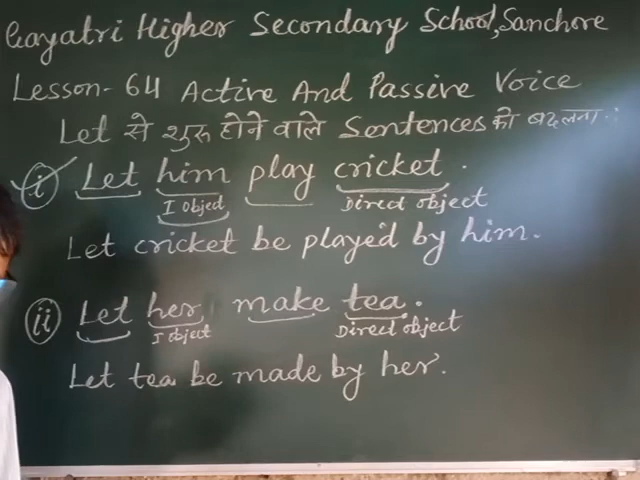 Gayatri Higher Secondary School, Sanchore
Lesson-64 Active And Passive Voice
Let से शुरू होने वाले Sentences को बदलना.:
(i) Let him play cricket.
I object Direct object
Let cricket be played by him.
(ii) Let her make tea.
I object Direct object
Let tea be made by her.